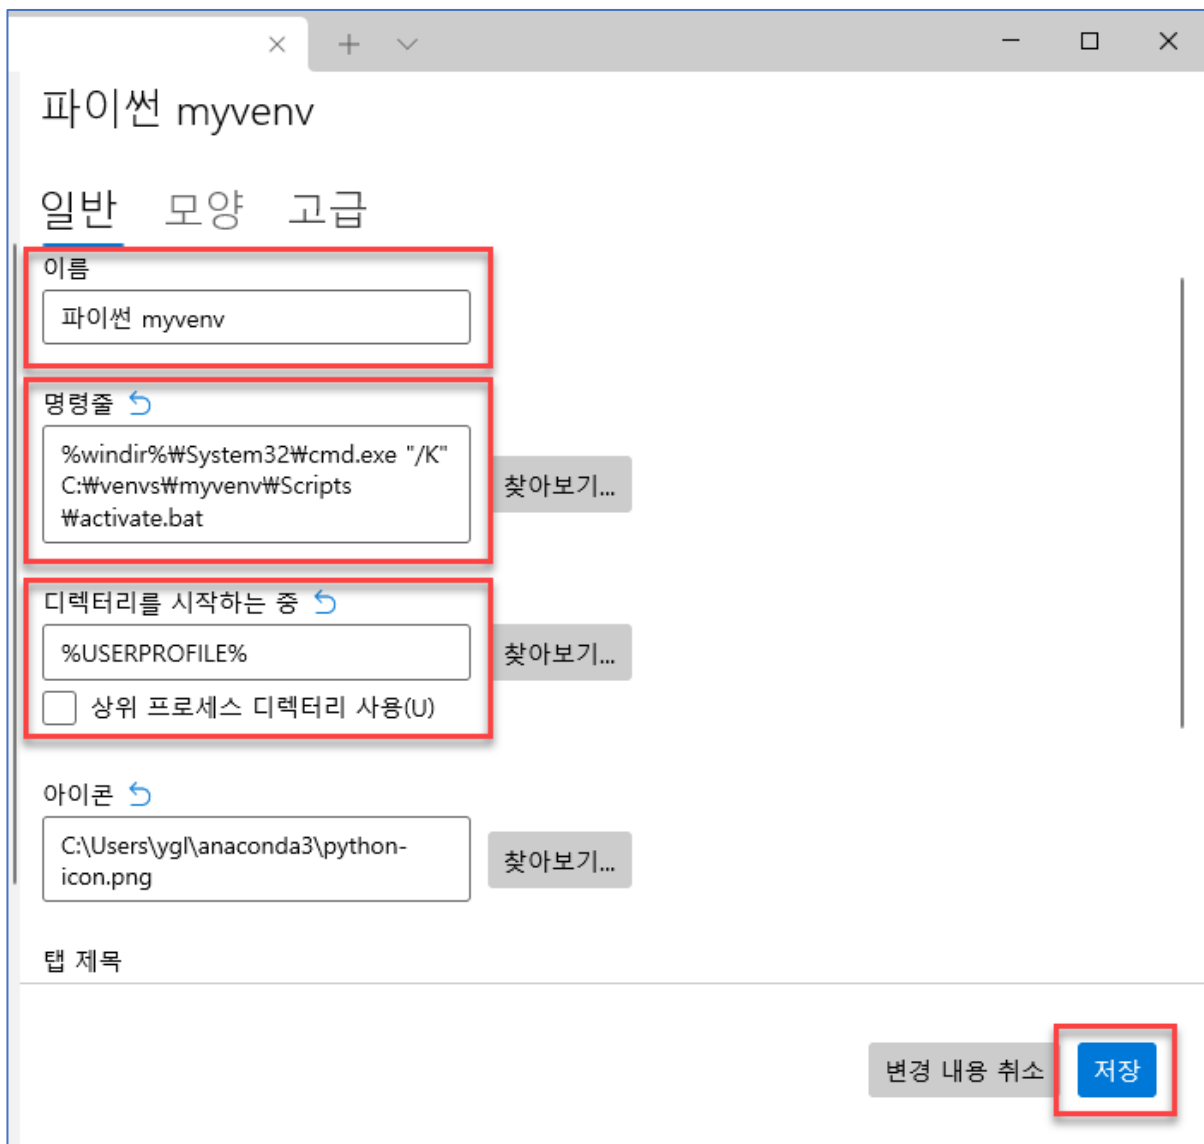 파이썬 myvenv
일반 모양 고급
이름
파이썬 myvenv
명령줄
%windir%₩System32₩cmd.exe "/K"
C:₩venvs₩myvenv₩Scripts
₩activate.bat
찾아보기...
디렉터리를 시작하는 중
%USERPROFILE%
찾아보기...
상위 프로세스 디렉터리 사용(U)
아이콘
C:\Users\ygl\anaconda3\python-
icon.png
찾아보기...
탭 제목
변경 내용 취소
저장